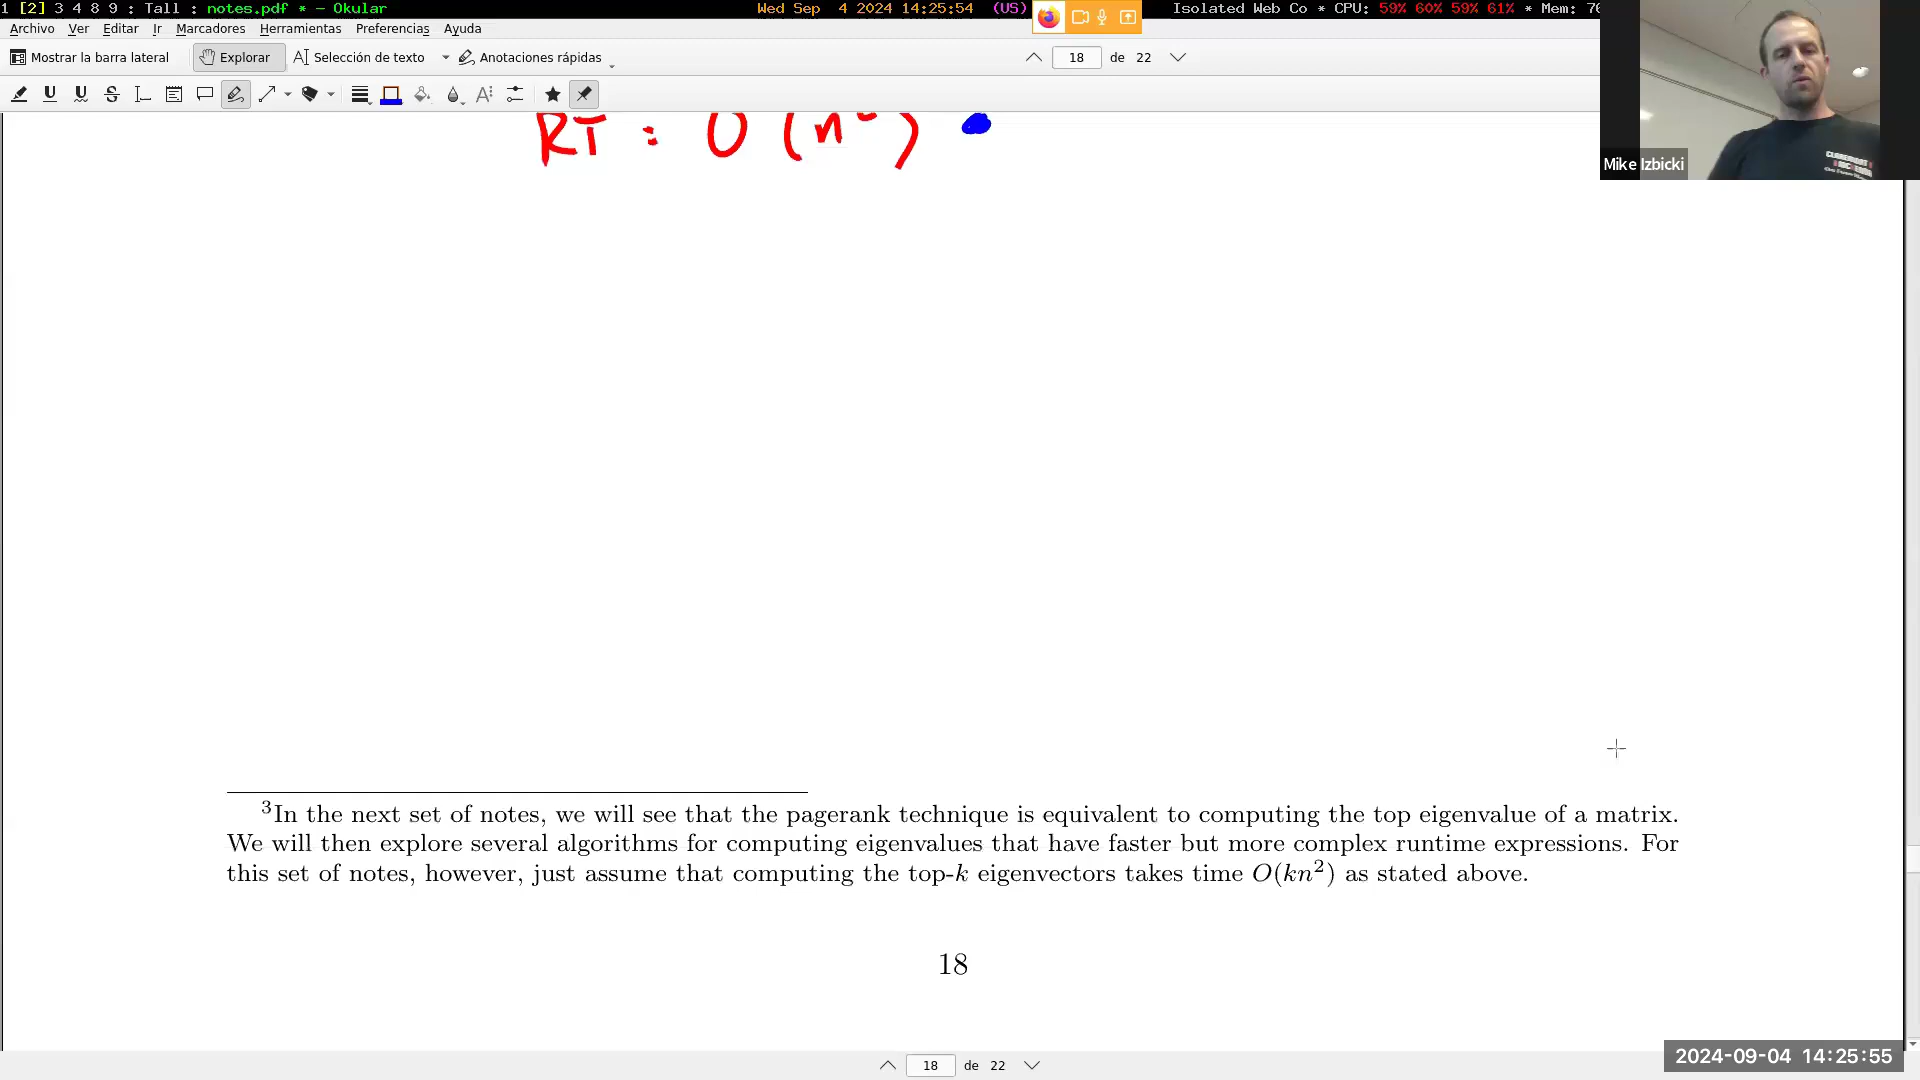 1 [2] 3 4 8 9 : Tall : notes.pdf * - Okular
Wed Sep 4 2024 14:25:54 (US)
Isolated Web Co * CPU: 59% 60% 59% 61% * Mem:
Archivo Ver Editar Ir Marcadores Herramientas Preferencias Ayuda
Mostrar la barra lateral Explorar Selección de texto Anotaciones rápidas
18 de 22
Mike Izbicki
RT : O (n²)
³In the next set of notes, we will see that the pagerank technique is equivalent to computing the top eigenvalue of a matrix.
We will then explore several algorithms for computing eigenvalues that have faster but more complex runtime expressions. For
this set of notes, however, just assume that computing the top-k eigenvectors takes time O(kn²) as stated above.
18
18 de 22
2024-09-04 14:25:55